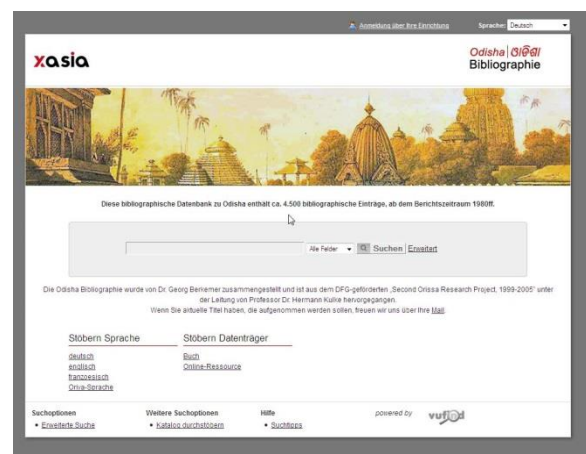 Anmeldung über Ihre Einrichtung Sprache: Deutsch
xasia
Odisha | ଓଡ଼ିଶା
Bibliographie
Diese bibliographische Datenbank zu Odisha enthält ca. 4.500 bibliographische Einträge, ab dem Berichtszeitraum 1980ff.
Alle Felder Suchen Erweitert
Die Odisha Bibliographie wurde von Dr. Georg Berkemer zusammengestellt und ist aus dem DFG-geförderten „Second Orissa Research Project, 1999-2005" unter
der Leitung von Professor Dr. Hermann Kulke hervorgegangen.
Wenn Sie aktuelle Titel haben, die aufgenommen werden sollen, freuen wir uns über Ihre Mail.
Stöbern Sprache Stöbern Datenträger
deutsch Buch
englisch Online-Ressource
franzoesisch
Oriya-Sprache
Suchoptionen Weitere Suchoptionen Hilfe powered by vufind
Erweiterte Suche Katalog durchstöbern Suchtipps